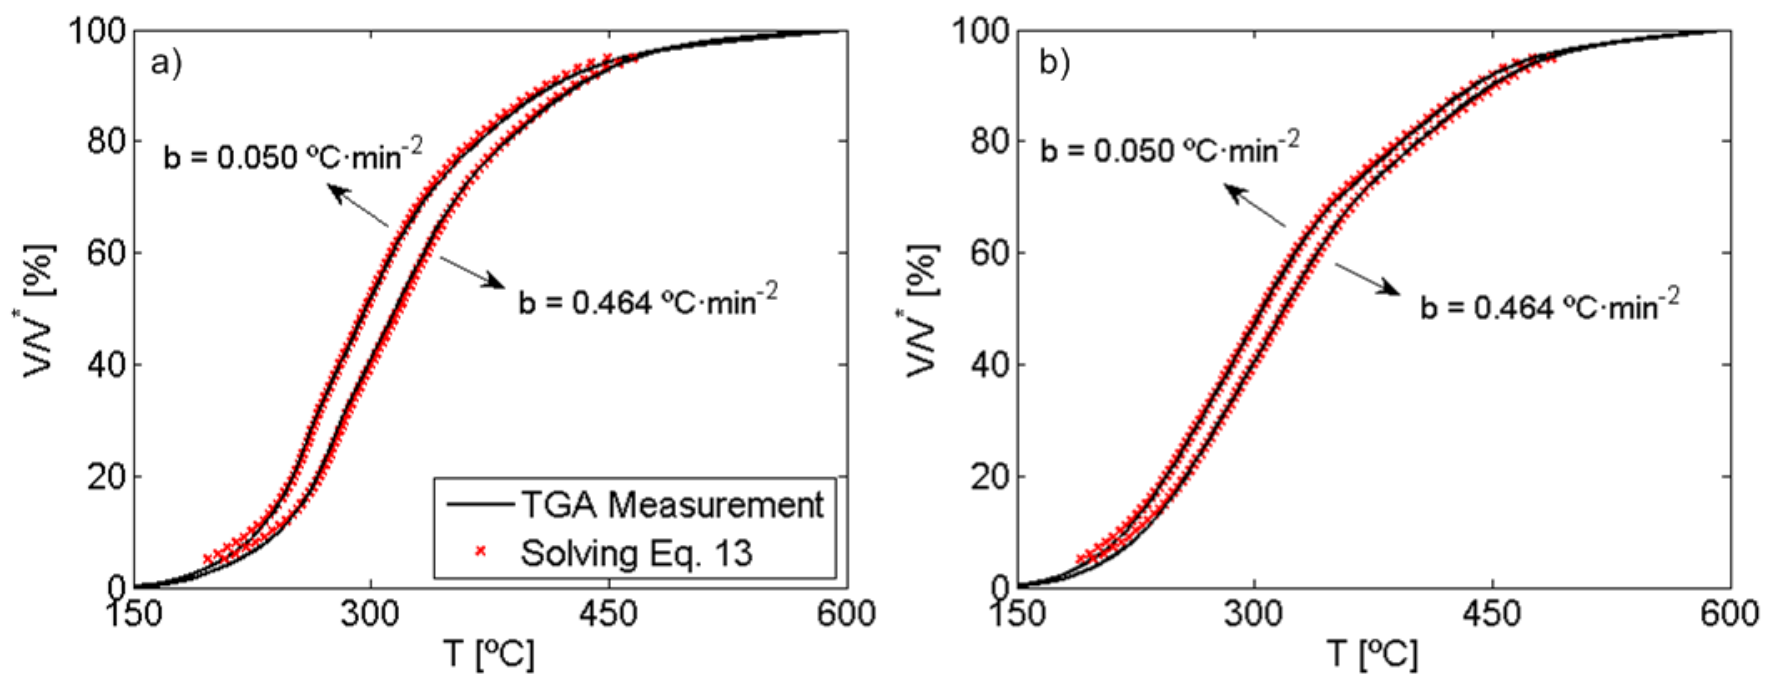 a)
100
80
60
40
20
0
150
300
450
600
V/V* [%]
T [ºC]
b = 0.050 ºC·min-2
b = 0.464 ºC·min-2
TGA Measurement
Solving Eq. 13
b)
100
80
60
40
20
0
150
300
450
600
V/V* [%]
T [ºC]
b = 0.050 ºC·min-2
b = 0.464 ºC·min-2